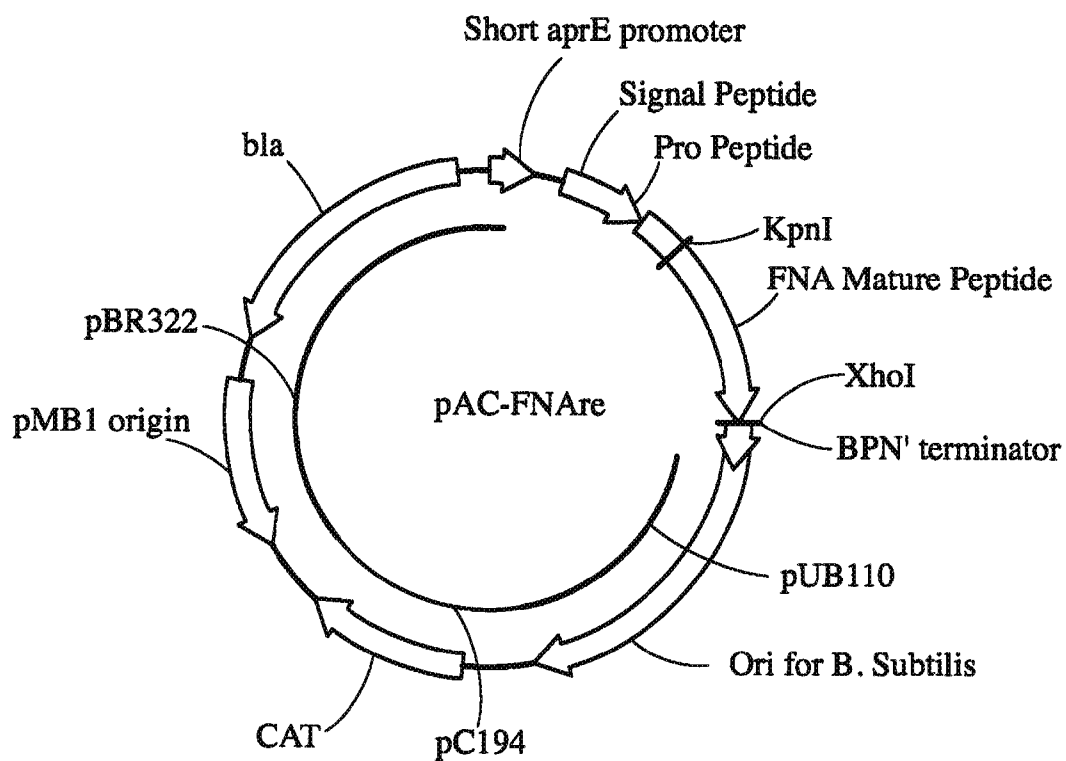 Short aprE promoter
Signal Peptide
Pro Peptide
bla
KpnI
FNA Mature Peptide
pBR322
XhoI
pAC-FNAre
pMB1 origin
BPN' terminator
pUB110
Ori for B. Subtilis
CAT
pC194